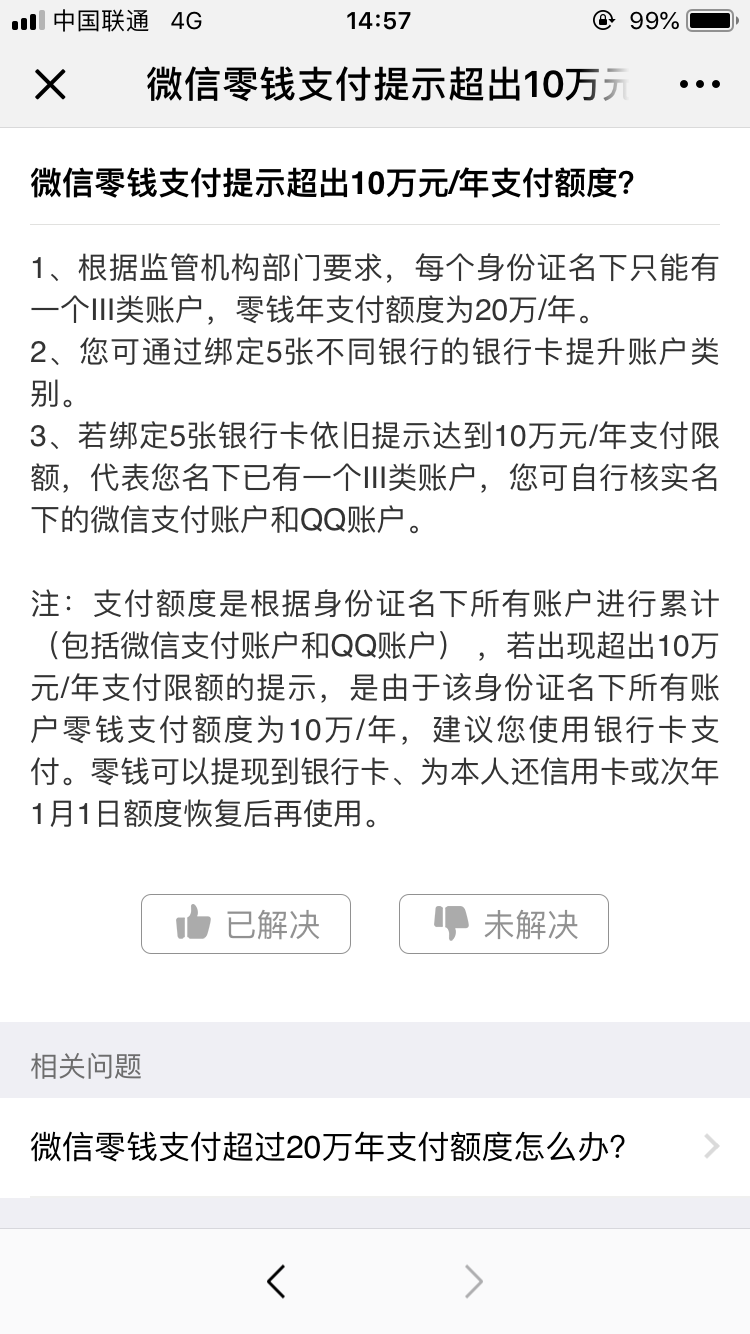 中国联通 4G 14:57 99%
微信零钱支付提示超出10万元
微信零钱支付提示超出10万元/年支付额度？
1、根据监管机构部门要求，每个身份证名下只能有
一个III类账户，零钱年支付额度为20万/年。
2、您可通过绑定5张不同银行的银行卡提升账户类
别。
3、若绑定5张银行卡依旧提示达到10万元/年支付限
额，代表您名下已有一个III类账户，您可自行核实名
下的微信支付账户和QQ账户。
注：支付额度是根据身份证名下所有账户进行累计
（包括微信支付账户和QQ账户），若出现超出10万
元/年支付限额的提示，是由于该身份证名下所有账
户零钱支付额度为10万/年，建议您使用银行卡支
付。零钱可以提现到银行卡、为本人还信用卡或次年
1月1日额度恢复后再使用。
已解决 未解决
相关问题
微信零钱支付超过20万年支付额度怎么办？